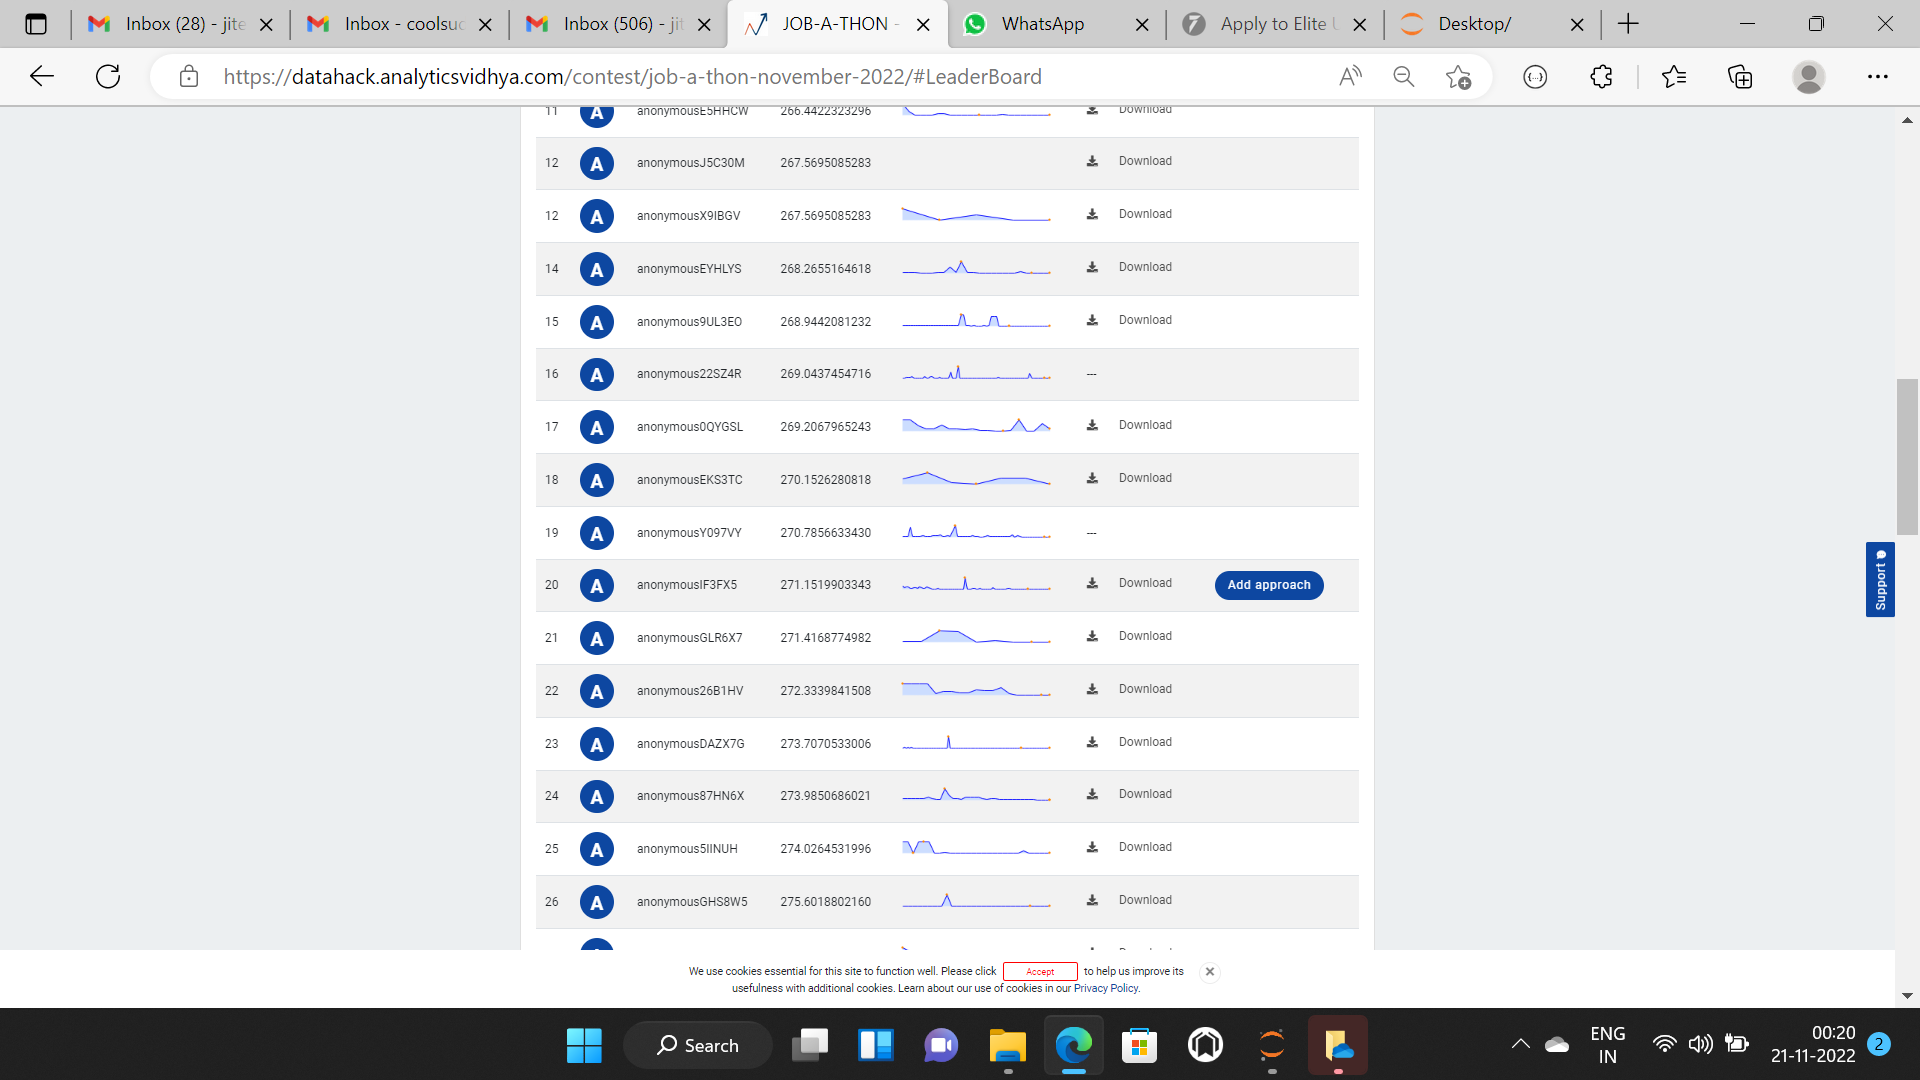 Inbox (28) - jite
Inbox - coolsuc
Inbox (506) - jit
JOB-A-THON -
WhatsApp
Apply to Elite U
Desktop/
https://datahack.analyticsvidhya.com/contest/job-a-thon-november-2022/#LeaderBoard
11 A anonymousE5HHCW 266.4422323296 Download
12 A anonymousJ5C30M 267.5695085283 Download
12 A anonymousX9IBGV 267.5695085283 Download
14 A anonymousEYHLYS 268.2655164618 Download
15 A anonymous9UL3EO 268.9442081232 Download
16 A anonymous22SZ4R 269.0437454716 ---
17 A anonymous0QYGSL 269.2067965243 Download
18 A anonymousEKS3TC 270.1526280818 Download
19 A anonymousY097VY 270.7856633430 ---
20 A anonymousIF3FX5 271.1519903343 Download Add approach
21 A anonymousGLR6X7 271.4168774982 Download
22 A anonymous26B1HV 272.3339841508 Download
23 A anonymousDAZX7G 273.7070533006 Download
24 A anonymous87HN6X 273.9850686021 Download
25 A anonymous5IINUH 274.0264531996 Download
26 A anonymousGHS8W5 275.6018802160 Download
Support
We use cookies essential for this site to function well. Please click Accept to help us improve its
usefulness with additional cookies. Learn about our use of cookies in our Privacy Policy.
Search
ENG
IN
00:20
21-11-2022
2